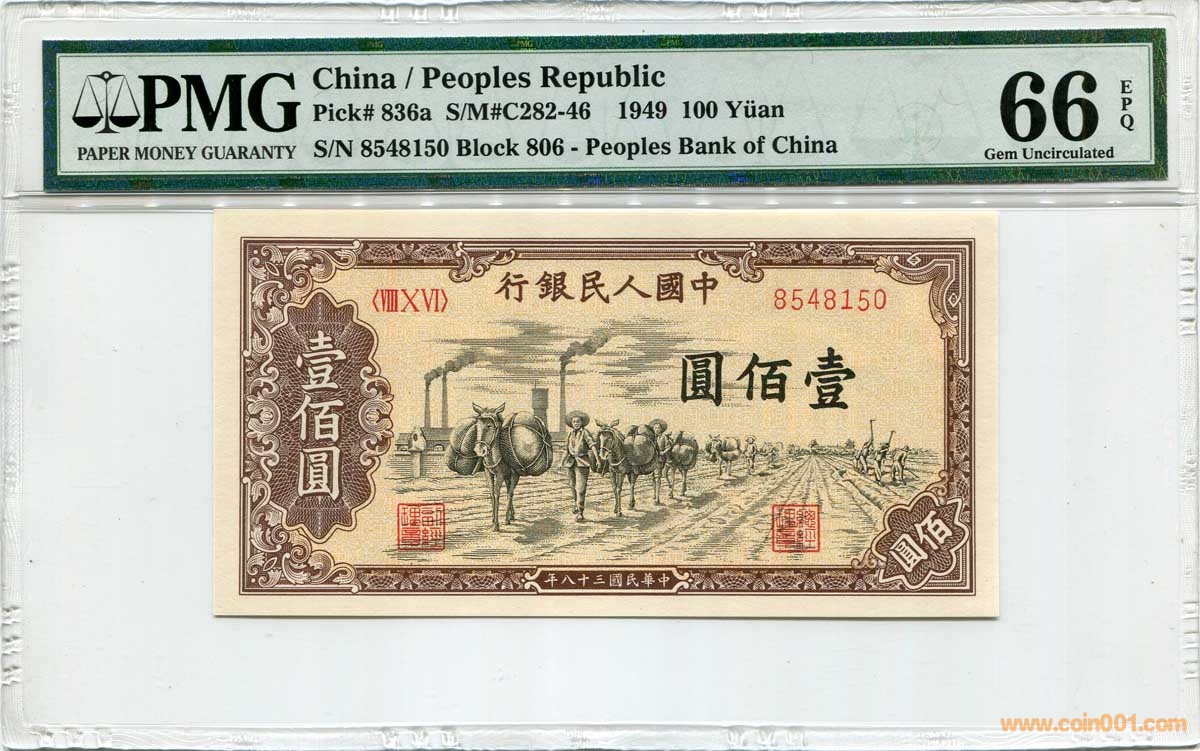 PMG
PAPER MONEY GUARANTY
China / Peoples Republic
Pick# 836a S/M#C282-46 1949 100 Yüan
S/N 8548150 Block 806 - Peoples Bank of China
66
EPQ
Gem Uncirculated
行銀民人國中
〈VIIIXVI〉
8548150
圓佰壹
壹佰圓
佰圓
年八十三國民華中
www.coin001.com